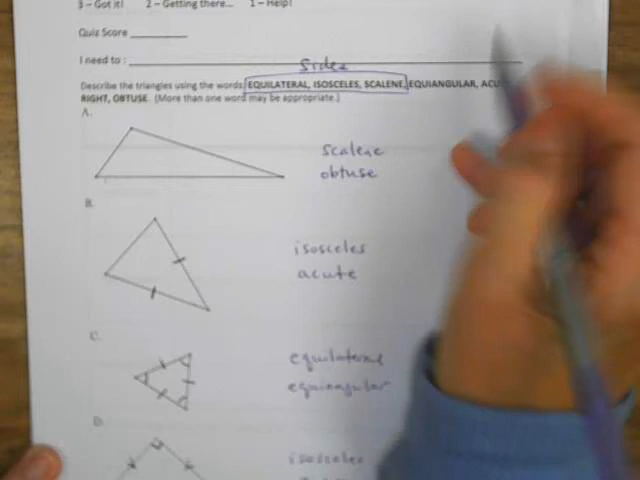 3 – Got it! 2 – Getting there... 1 – Help!
Quiz Score
I need to :
Sides
Describe the triangles using the words EQUILATERAL, ISOSCELES, SCALENE, EQUIANGULAR,
RIGHT, OBTUSE. (More than one word may be appropriate.)
A.
scalene
obtuse
B.
isosceles
acute
C.
equilateral
equiangular
D.
isosceles